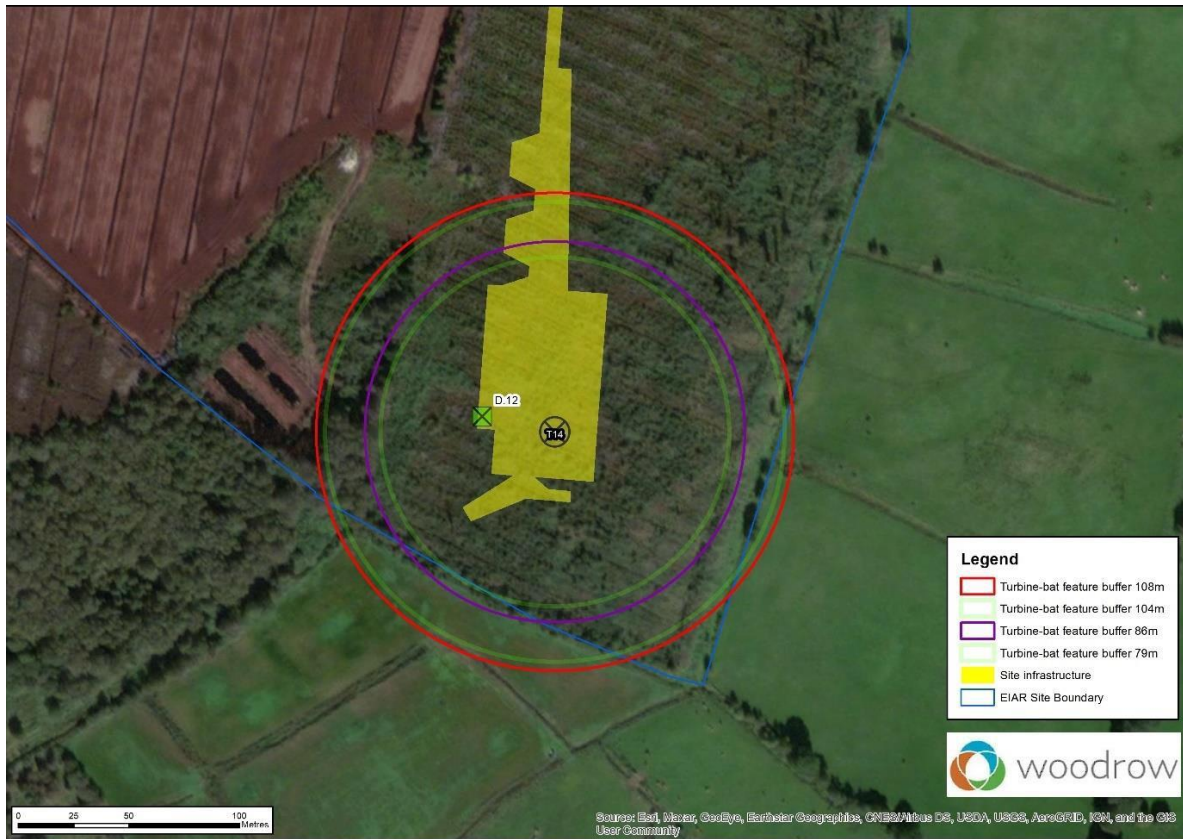 D.12
T14
Legend
Turbine-bat feature buffer 108m
Turbine-bat feature buffer 104m
Turbine-bat feature buffer 86m
Turbine-bat feature buffer 79m
Site infrastructure
EIAR Site Boundary
woodrow
0 25 50 100
Metres
Source: Esri, Maxar, GeoEye, Earthstar Geographics, CNES/Airbus DS, USDA, USGS, AeroGRID, IGN, and the GIS
User Community